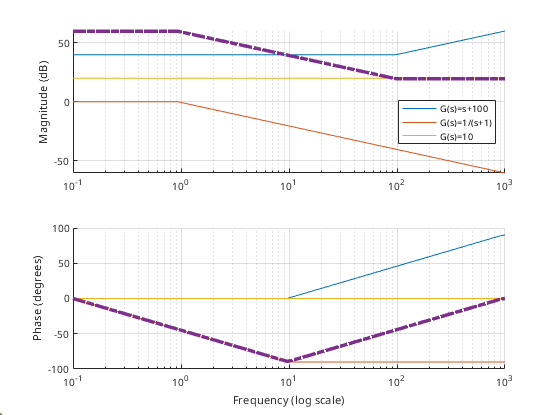 Magnitude (dB)
50
0
-50
G(s)=s+100
G(s)=1/(s+1)
G(s)=10
10^-1 10^0 10^1 10^2 10^3
Phase (degrees)
100
50
0
-50
-100
10^-1 10^0 10^1 10^2 10^3
Frequency (log scale)